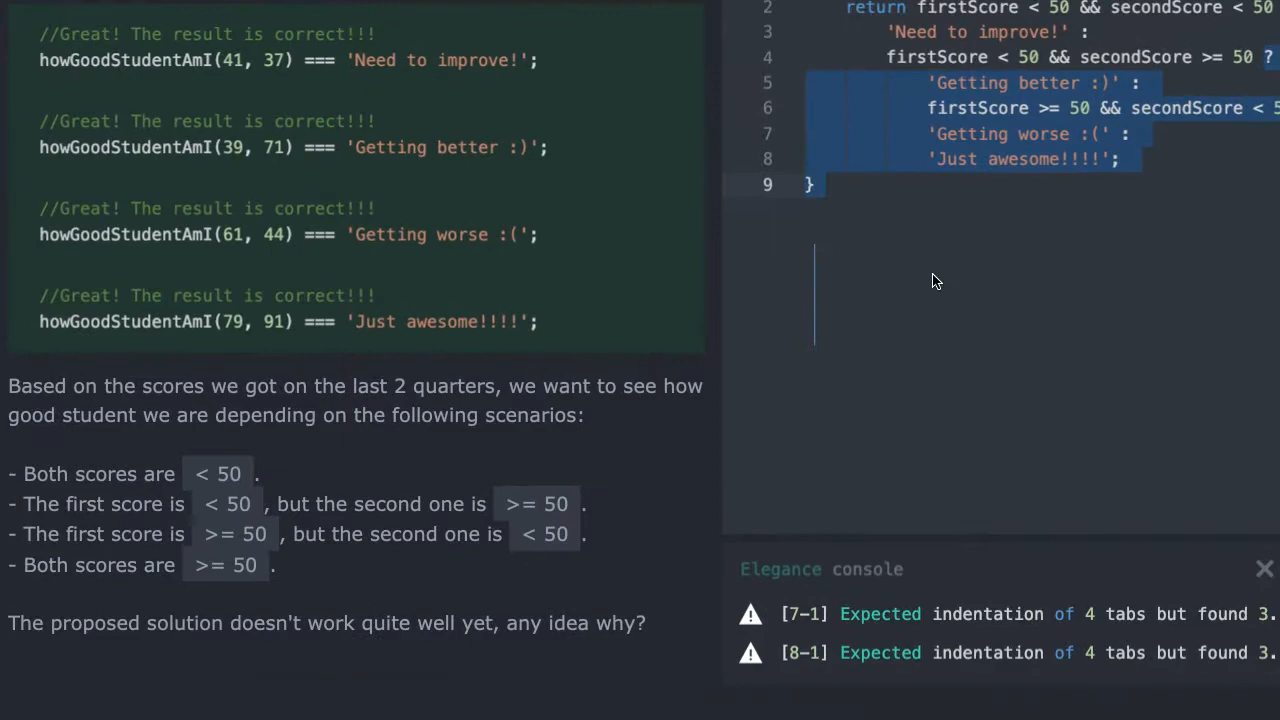 //Great! The result is correct!!!
howGoodStudentAmI(41, 37) === 'Need to improve!';
//Great! The result is correct!!!
howGoodStudentAmI(39, 71) === 'Getting better :)';
//Great! The result is correct!!!
howGoodStudentAmI(61, 44) === 'Getting worse :(';
//Great! The result is correct!!!
howGoodStudentAmI(79, 91) === 'Just awesome!!!!';
Based on the scores we got on the last 2 quarters, we want to see how
good student we are depending on the following scenarios:
- Both scores are < 50 .
- The first score is < 50 , but the second one is >= 50 .
- The first score is >= 50 , but the second one is < 50 .
- Both scores are >= 50 .
The proposed solution doesn't work quite well yet, any idea why?
2 return firstScore < 50 && secondScore < 50
3 'Need to improve!' :
4 firstScore < 50 && secondScore >= 50 ?
5 'Getting better :)' :
6 firstScore >= 50 && secondScore < 5
7 'Getting worse :(' :
8 'Just awesome!!!!';
9 }
Elegance console
[7-1] Expected indentation of 4 tabs but found 3.
[8-1] Expected indentation of 4 tabs but found 3.